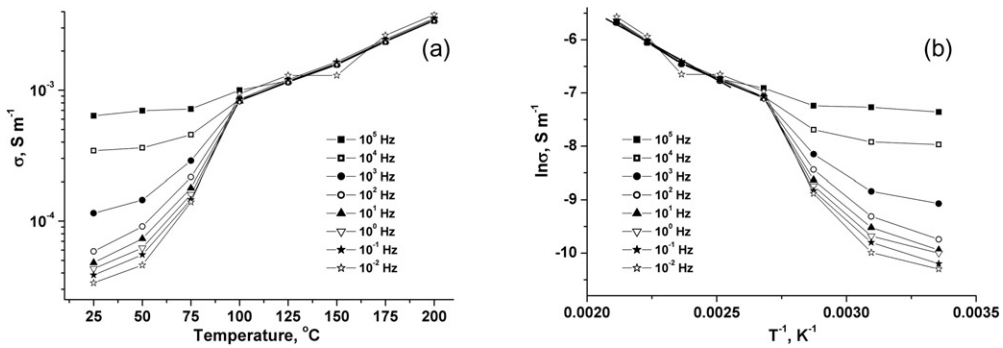 (a)
σ, S m⁻¹
10⁻³
10⁻⁴
10⁵ Hz
10⁴ Hz
10³ Hz
10² Hz
10¹ Hz
10⁰ Hz
10⁻¹ Hz
10⁻² Hz
25 50 75 100 125 150 175 200
Temperature, °C
(b)
lnσ, S m⁻¹
-5
-6
-7
-8
-9
-10
10⁵ Hz
10⁴ Hz
10³ Hz
10² Hz
10¹ Hz
10⁰ Hz
10⁻¹ Hz
10⁻² Hz
0.0020 0.0025 0.0030 0.0035
T⁻¹, K⁻¹